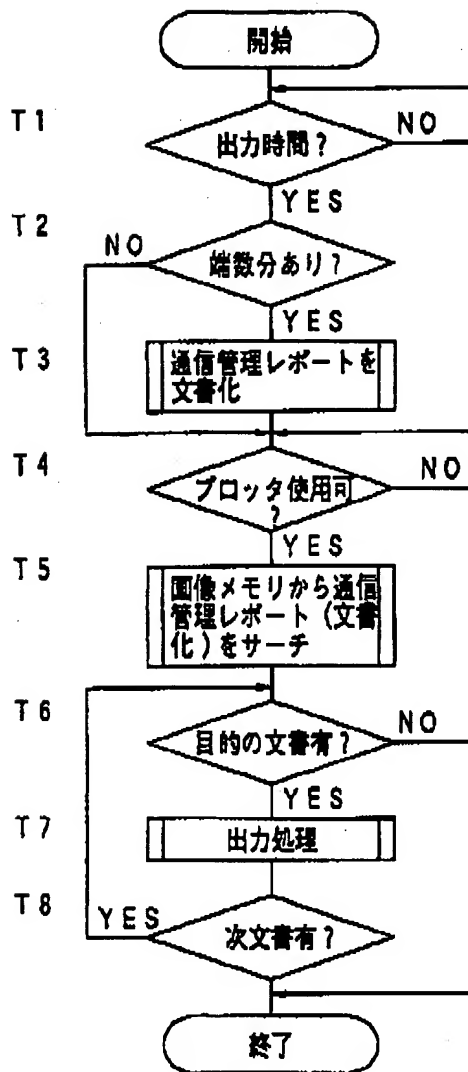 開始
T1
出力時間?
NO
YES
T2
NO
端数分あり?
YES
T3
通信管理レポートを
文書化
T4
プロッタ使用可
?
NO
YES
T5
画像メモリから通信
管理レポート(文書
化)をサーチ
T6
目的の文書有?
NO
YES
T7
出力処理
T8
YES
次文書有?
終了